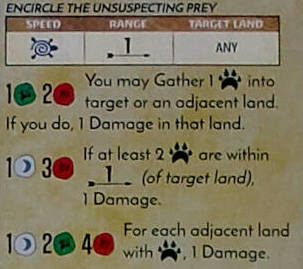 ENCIRCLE THE UNSUSPECTING PREY
SPEED RANGE TARGET LAND
1 ANY
1 2 You may Gather 1 into
target or an adjacent land.
If you do, 1 Damage in that land.
1 3 If at least 2 are within
1 (of target land),
1 Damage.
1 2 4 For each adjacent land
with , 1 Damage.